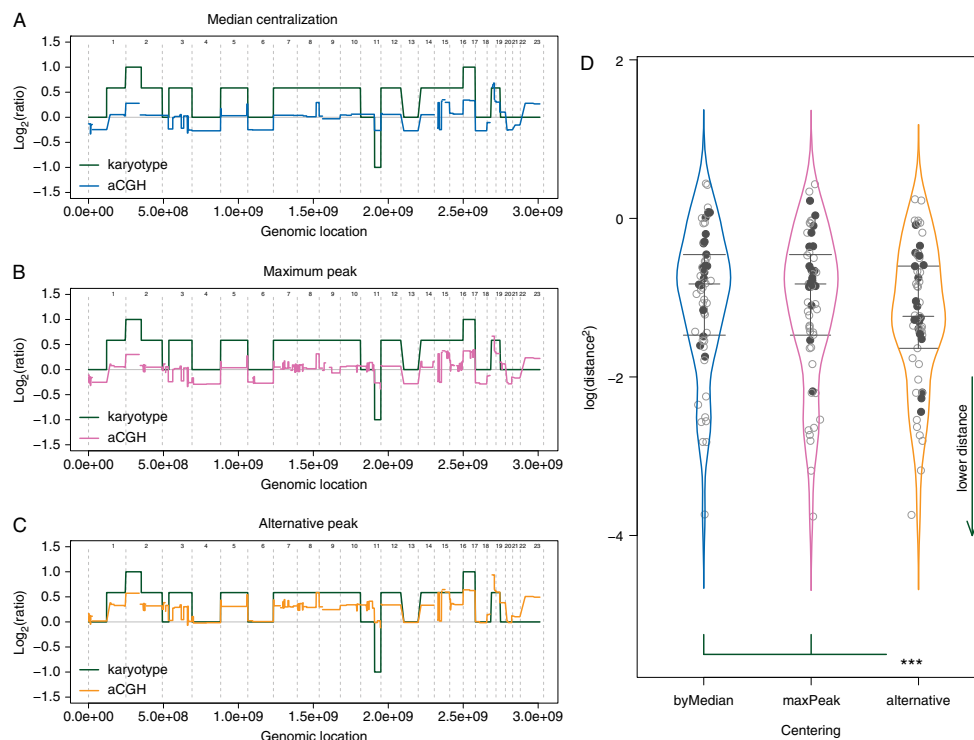 A
Median centralization
1 2 3 4 5 6 7 8 9 10 11 12 13 14 15 16 17 18 19 20 21 22 23
1.5
1.0
0.5
0.0
−0.5
−1.0
−1.5
Log2(ratio)
karyotype
aCGH
0.0e+00 5.0e+08 1.0e+09 1.5e+09 2.0e+09 2.5e+09 3.0e+09
Genomic location
B
Maximum peak
1 2 3 4 5 6 7 8 9 10 11 12 13 14 15 16 17 18 19 20 21 22 23
1.5
1.0
0.5
0.0
0.5
1.0
1.5
Log2(ratio)
karyotype
aCGH
0.0e+00 5.0e+08 1.0e+09 1.5e+09 2.0e+09 2.5e+09 3.0e+09
Genomic location
C
Alternative peak
1 2 3 4 5 6 7 8 9 10 11 12 13 14 15 16 17 18 19 20 21 22 23
1.5
1.0
0.5
0.0
−0.5
−1.0
−1.5
Log2(ratio)
karyotype
aCGH
0.0e+00 5.0e+08 1.0e+09 1.5e+09 2.0e+09 2.5e+09 3.0e+09
Genomic location
D
0
−2
−4
log(distance²)
lower distance
***
byMedian maxPeak alternative
Centering